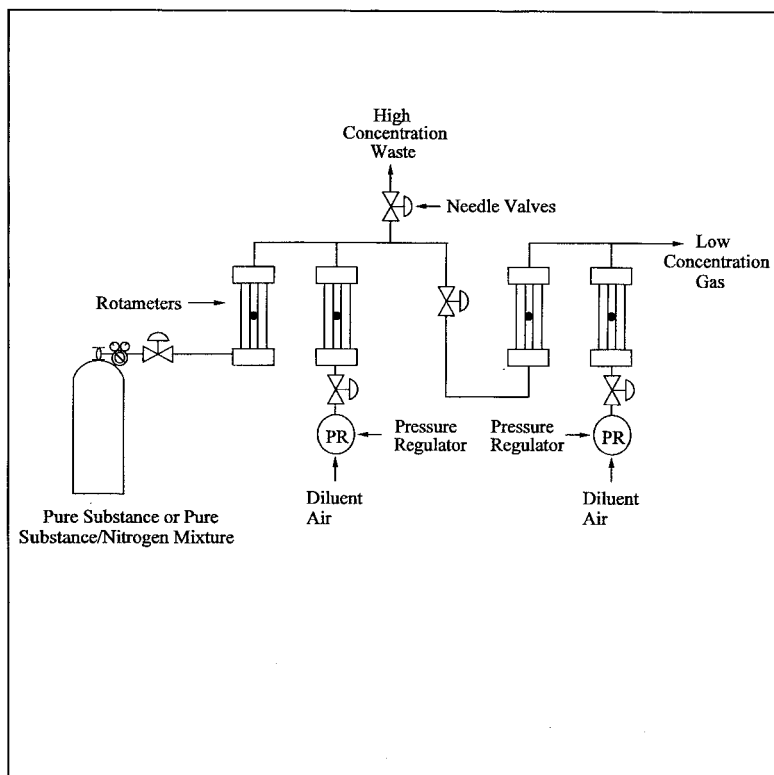 High
Concentration
Waste
Needle Valves
Low
Concentration
Gas
Rotameters
PR
Pressure
Regulator
Pressure
Regulator
PR
Diluent
Air
Diluent
Air
Pure Substance or Pure
Substance/Nitrogen Mixture